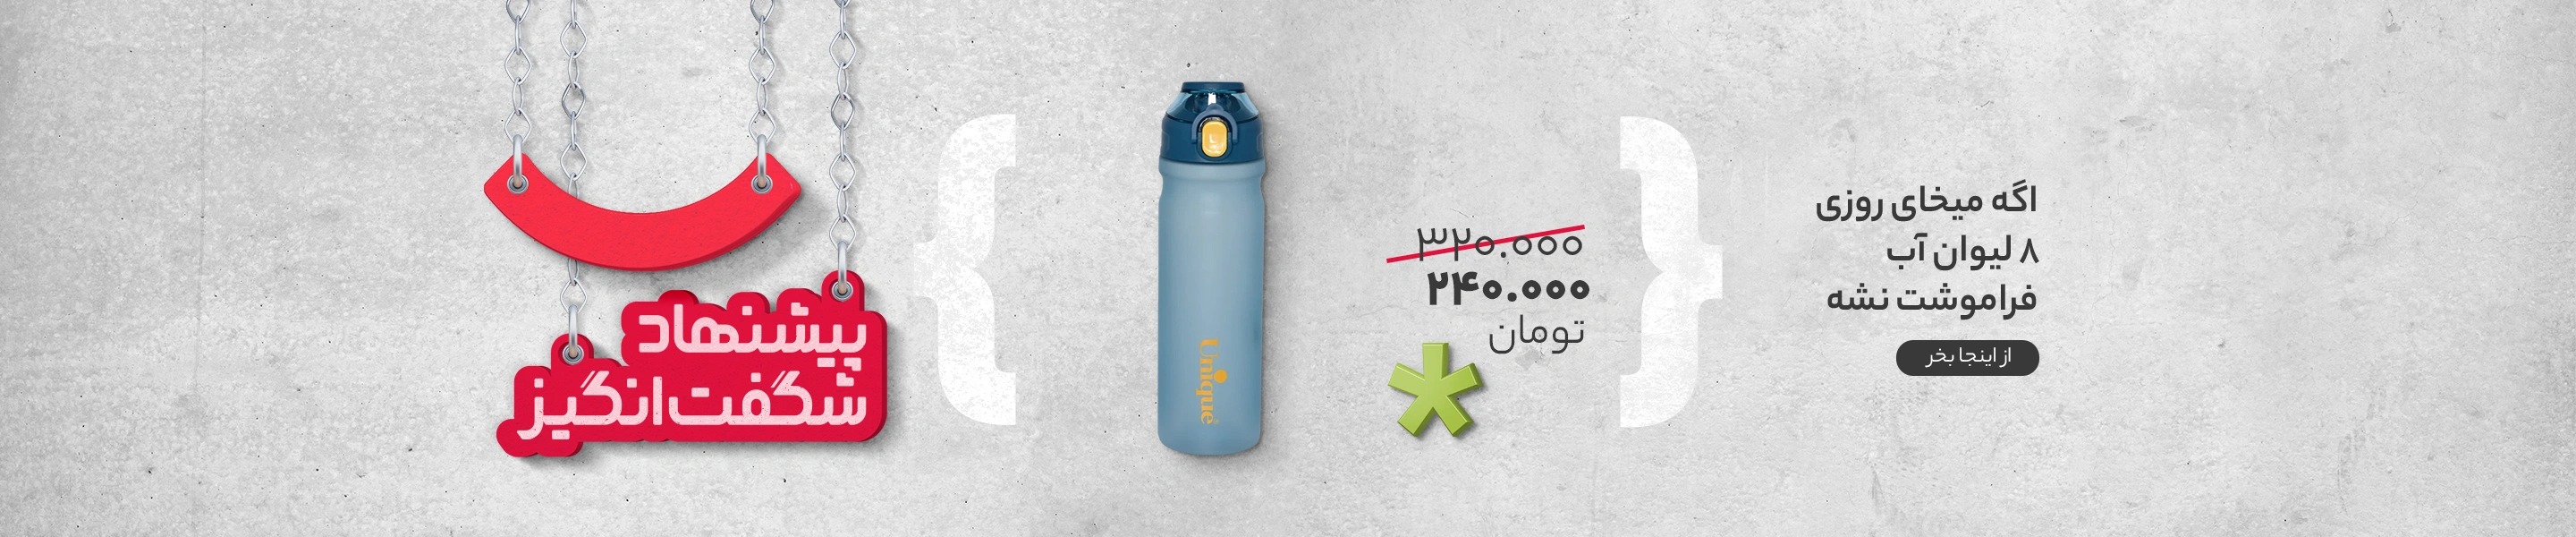 اگه میخای روزی
۸ لیوان آب
فراموشت نشه
از اینجا بخر
۳۲۰.۰۰۰
۲۴۰.۰۰۰
تومان
Uniqué
پیشنهاد
شگفت‌انگیز